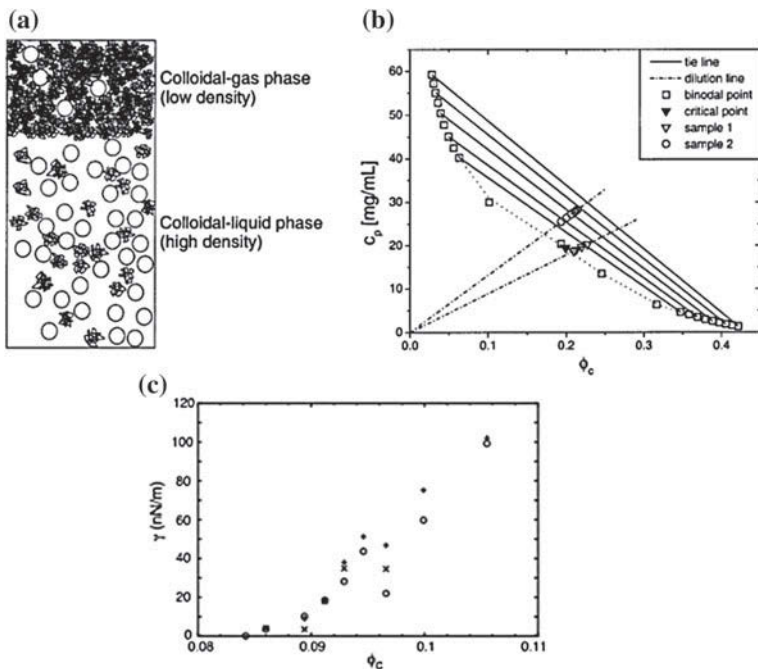 (a)
Colloidal-gas phase
(low density)
Colloidal-liquid phase
(high density)
(b)
tie line
dilution line
binodal point
critical point
sample 1
sample 2
60
50
40
30
20
10
0
cp [mg/mL]
0.0 0.1 0.2 0.3 0.4
ϕc
(c)
120
100
80
60
40
20
0
γ (nN/m)
0.08 0.09 0.1 0.11
ϕc